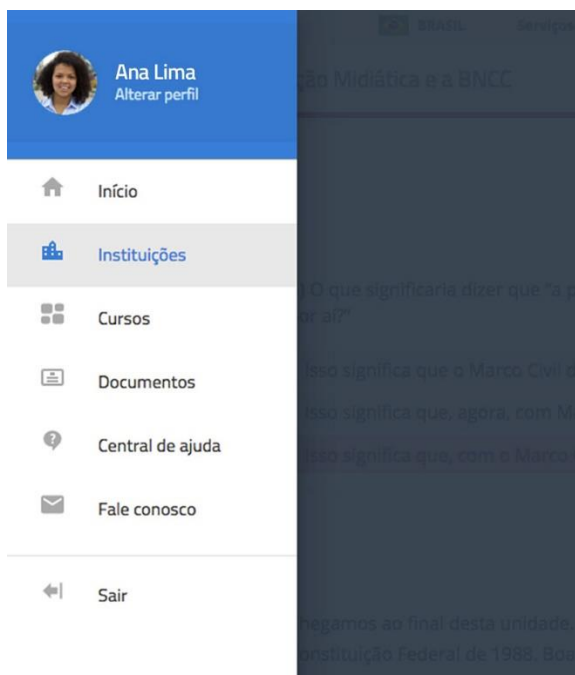 Ana Lima
Alterar perfil
BRASIL Serviços
ção Midiática e a BNCC
Início
Instituições
) O que significaria dizer que "a p
or aí?"
Cursos
Isso significa que o Marco Civil d
Documentos
Isso significa que, agora, com M
Central de ajuda
Isso significa que, com o Marco
Fale conosco
Sair
hegamos ao final desta unidade.
onstituição Federal de 1988. Boa